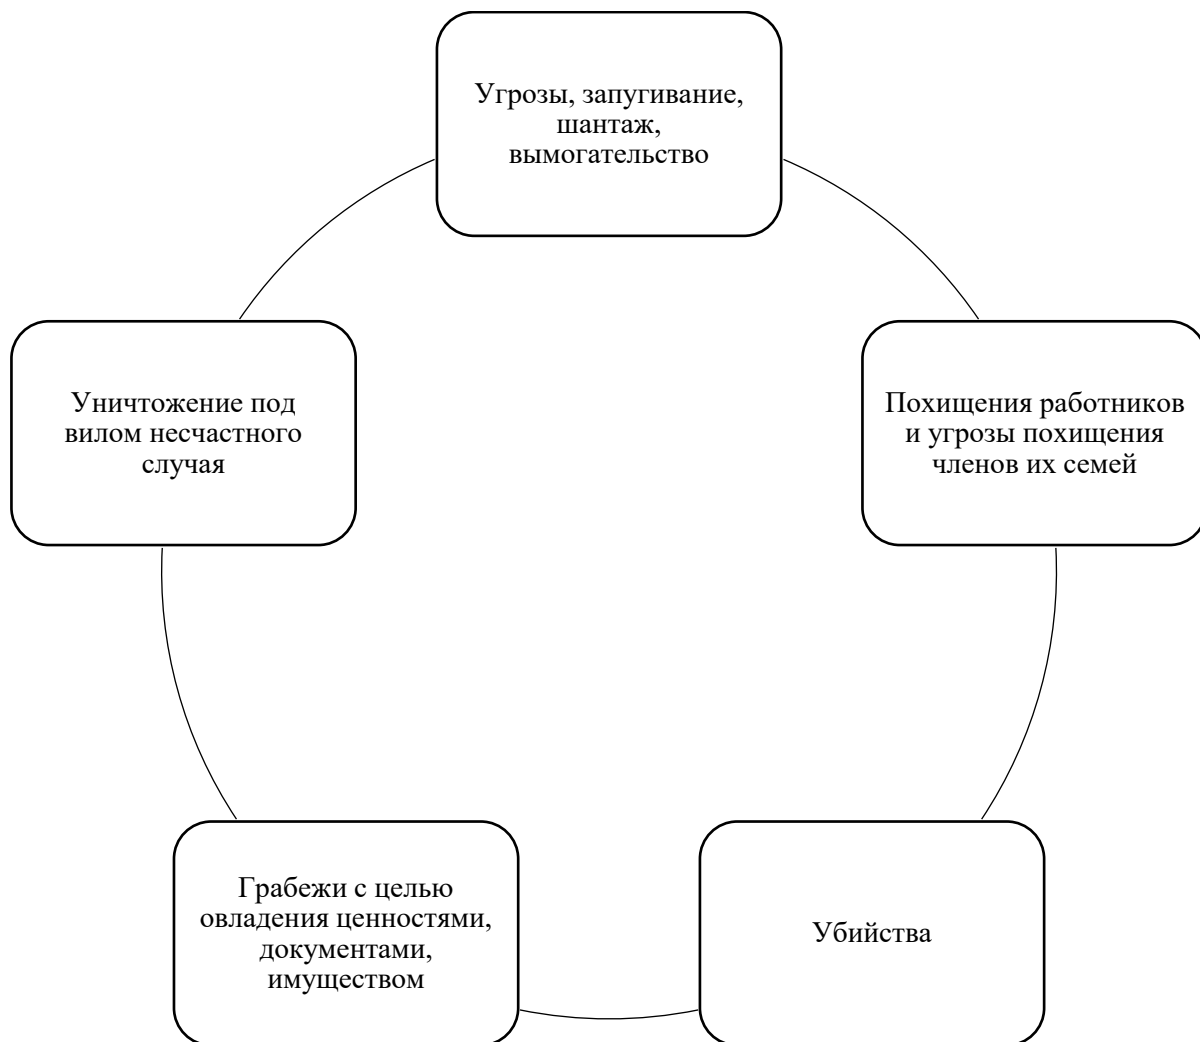 Угрозы, запугивание,
шантаж,
вымогательство
Похищения работников
и угрозы похищения
членов их семей
Убийства
Грабежи с целью
овладения ценностями,
документами,
имуществом
Уничтожение под
вилом несчастного
случая